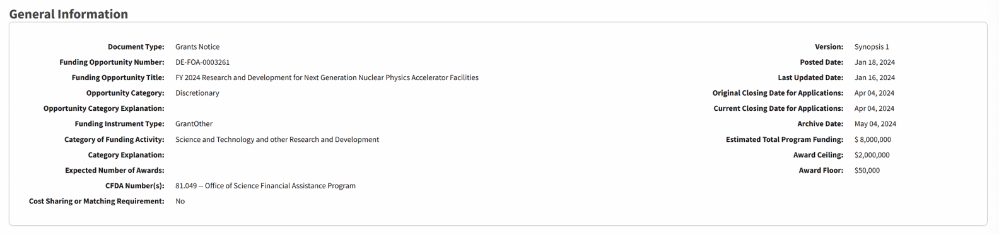 General Information
Document Type: Grants Notice
Funding Opportunity Number: DE-FOA-0003261
Funding Opportunity Title: FY 2024 Research and Development for Next Generation Nuclear Physics Accelerator Facilities
Opportunity Category: Discretionary
Opportunity Category Explanation:
Funding Instrument Type: GrantOther
Category of Funding Activity: Science and Technology and other Research and Development
Category Explanation:
Expected Number of Awards:
CFDA Number(s): 81.049 -- Office of Science Financial Assistance Program
Cost Sharing or Matching Requirement: No
Version: Synopsis 1
Posted Date: Jan 18, 2024
Last Updated Date: Jan 16, 2024
Original Closing Date for Applications: Apr 04, 2024
Current Closing Date for Applications: Apr 04, 2024
Archive Date: May 04, 2024
Estimated Total Program Funding: $ 8,000,000
Award Ceiling: $2,000,000
Award Floor: $50,000